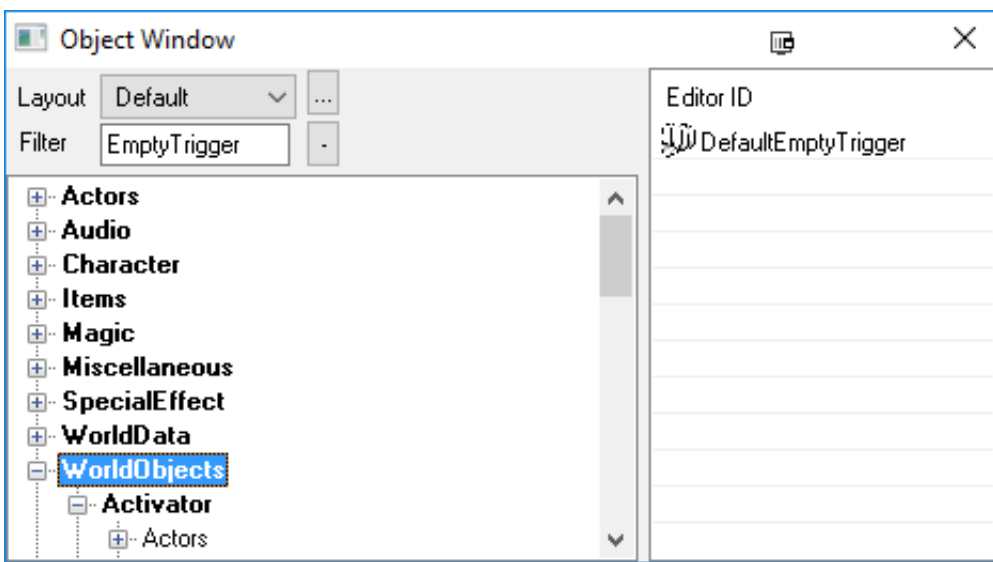 Object Window
Layout Default ...
Filter EmptyTrigger -
Actors
Audio
Character
Items
Magic
Miscellaneous
SpecialEffect
WorldData
WorldObjects
Activator
Actors
Editor ID
DefaultEmptyTrigger